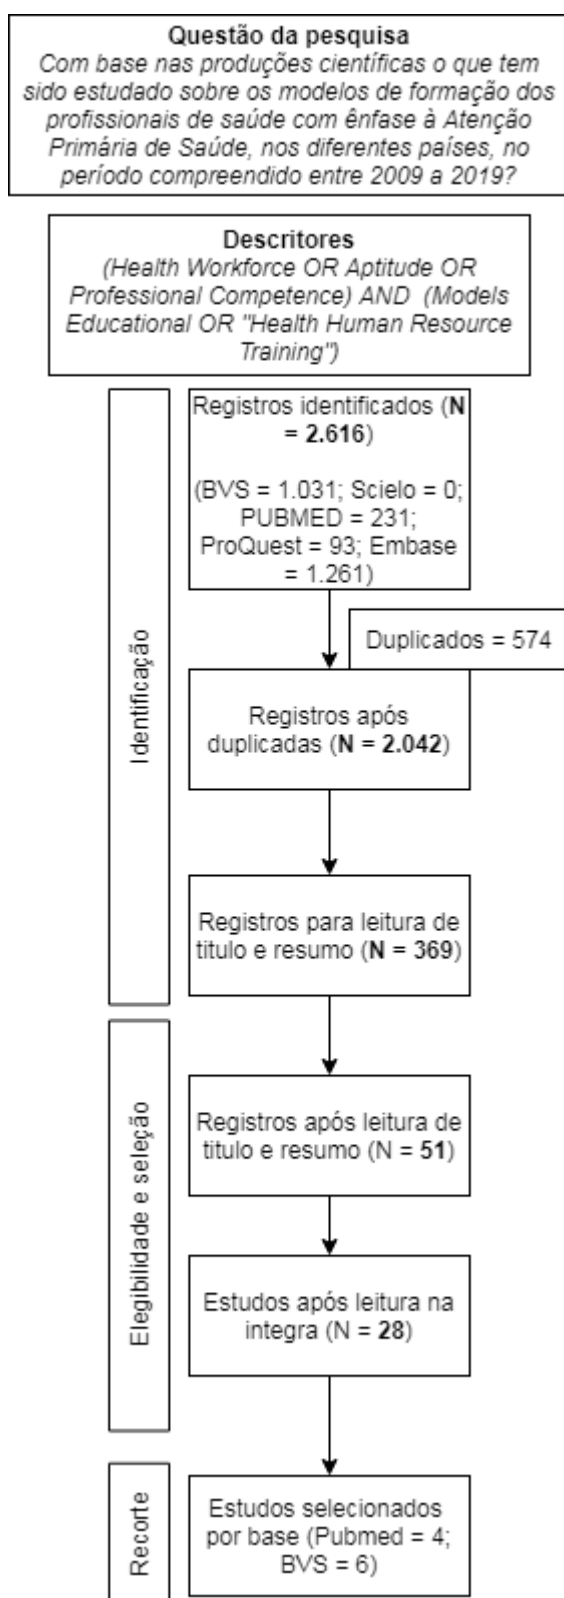 Questão da pesquisa
Com base nas produções científicas o que tem
sido estudado sobre os modelos de formação dos
profissionais de saúde com ênfase à Atenção
Primária de Saúde, nos diferentes países, no
período compreendido entre 2009 a 2019?
Descritores
(Health Workforce OR Aptitude OR
Professional Competence) AND (Models
Educational OR "Health Human Resource
Training")
Identificação
Registros identificados (N
= 2.616)
(BVS = 1.031; Scielo = 0;
PUBMED = 231;
ProQuest = 93; Embase
= 1.261)
Duplicados = 574
Registros após
duplicadas (N = 2.042)
Registros para leitura de
titulo e resumo (N = 369)
Elegibilidade e seleção
Registros após leitura de
titulo e resumo (N = 51)
Estudos após leitura na
integra (N = 28)
Recorte
Estudos selecionados
por base (Pubmed = 4;
BVS = 6)